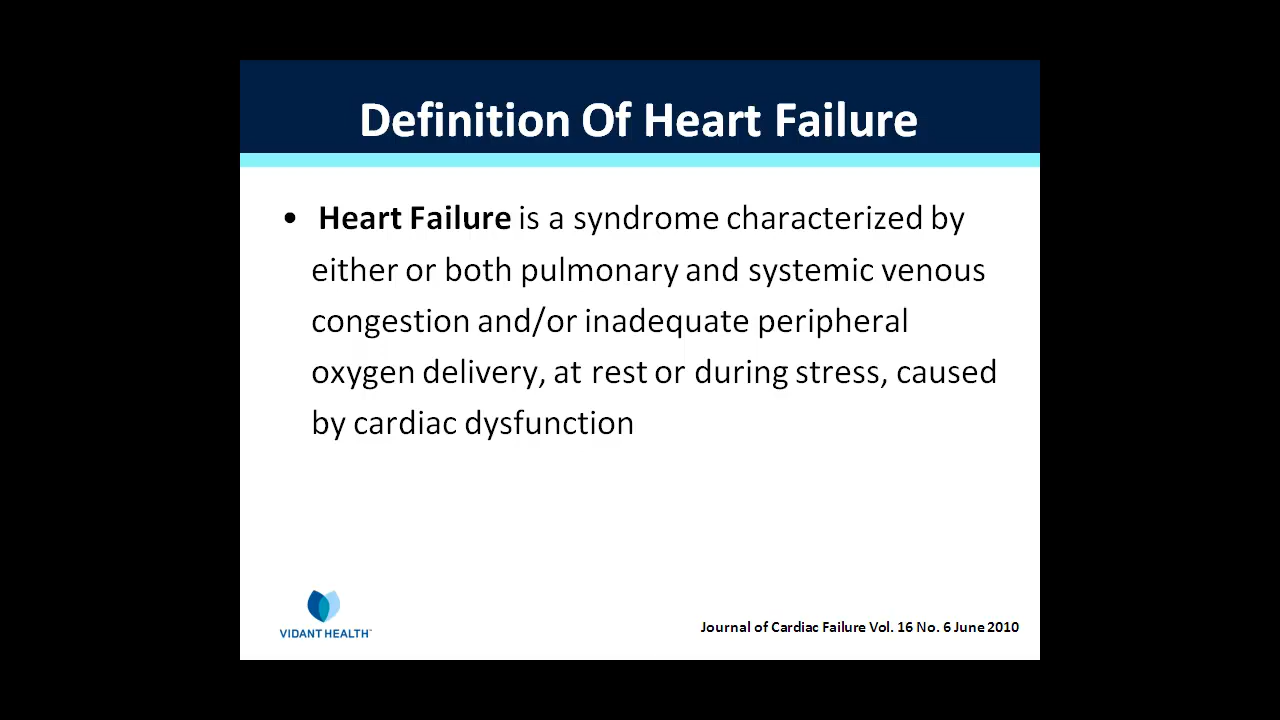 Definition Of Heart Failure
• Heart Failure is a syndrome characterized by
either or both pulmonary and systemic venous
congestion and/or inadequate peripheral
oxygen delivery, at rest or during stress, caused
by cardiac dysfunction
VIDANT HEALTH™
Journal of Cardiac Failure Vol. 16 No. 6 June 2010